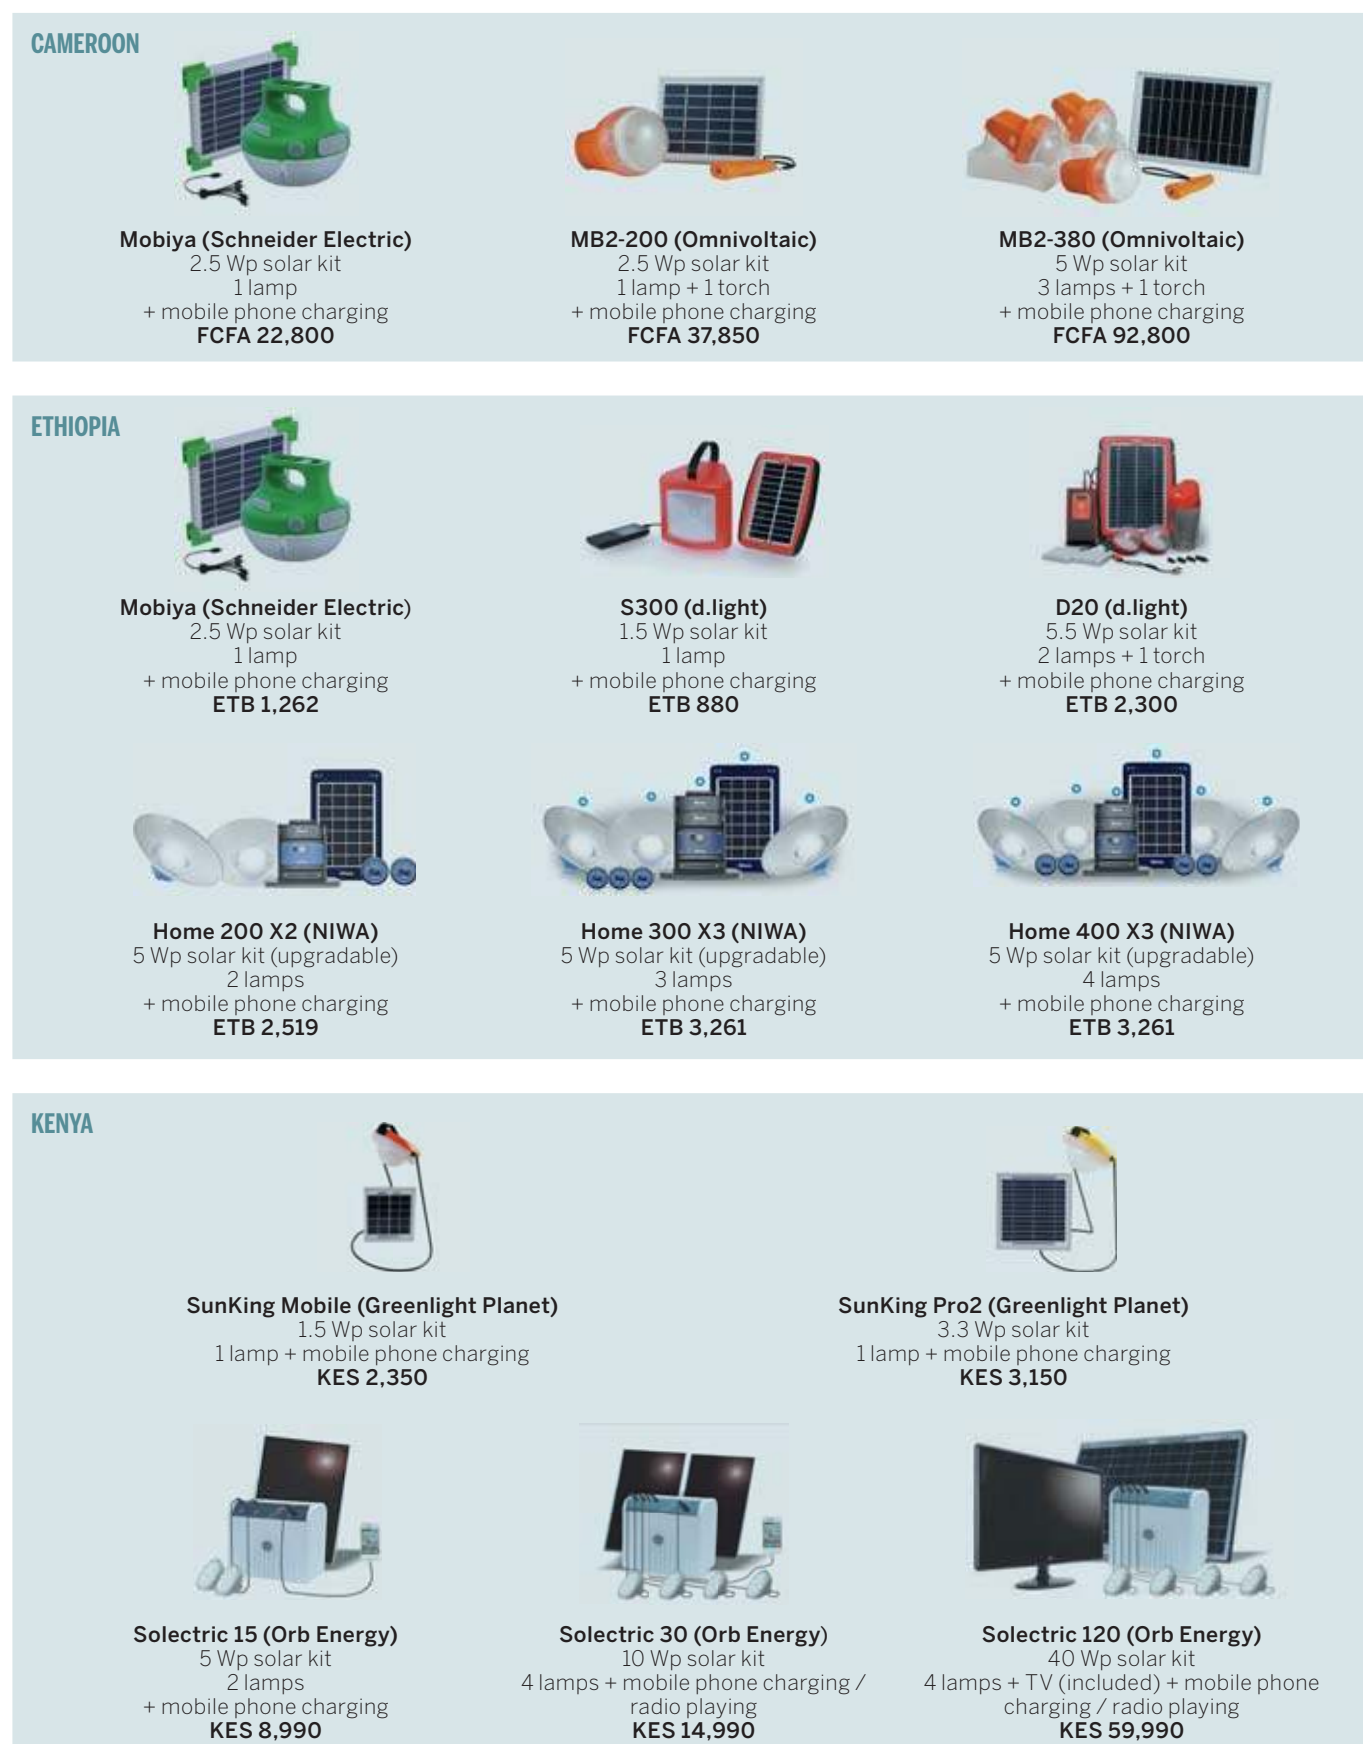 CAMEROON
Mobiya (Schneider Electric)
2.5 Wp solar kit
1 lamp
+ mobile phone charging
FCFA 22,800
MB2-200 (Omnivoltaic)
2.5 Wp solar kit
1 lamp + 1 torch
+ mobile phone charging
FCFA 37,850
MB2-380 (Omnivoltaic)
5 Wp solar kit
3 lamps + 1 torch
+ mobile phone charging
FCFA 92,800
ETHIOPIA
Mobiya (Schneider Electric)
2.5 Wp solar kit
1 lamp
+ mobile phone charging
ETB 1,262
S300 (d.light)
1.5 Wp solar kit
1 lamp
+ mobile phone charging
ETB 880
D20 (d.light)
5.5 Wp solar kit
2 lamps + 1 torch
+ mobile phone charging
ETB 2,300
Home 200 X2 (NIWA)
5 Wp solar kit (upgradable)
2 lamps
+ mobile phone charging
ETB 2,519
Home 300 X3 (NIWA)
5 Wp solar kit (upgradable)
3 lamps
+ mobile phone charging
ETB 3,261
Home 400 X3 (NIWA)
5 Wp solar kit (upgradable)
4 lamps
+ mobile phone charging
ETB 3,261
KENYA
SunKing Mobile (Greenlight Planet)
1.5 Wp solar kit
1 lamp + mobile phone charging
KES 2,350
SunKing Pro2 (Greenlight Planet)
3.3 Wp solar kit
1 lamp + mobile phone charging
KES 3,150
Solectric 15 (Orb Energy)
5 Wp solar kit
2 lamps
+ mobile phone charging
KES 8,990
Solectric 30 (Orb Energy)
10 Wp solar kit
4 lamps + mobile phone charging /
radio playing
KES 14,990
Solectric 120 (Orb Energy)
40 Wp solar kit
4 lamps + TV (included) + mobile phone
charging / radio playing
KES 59,990